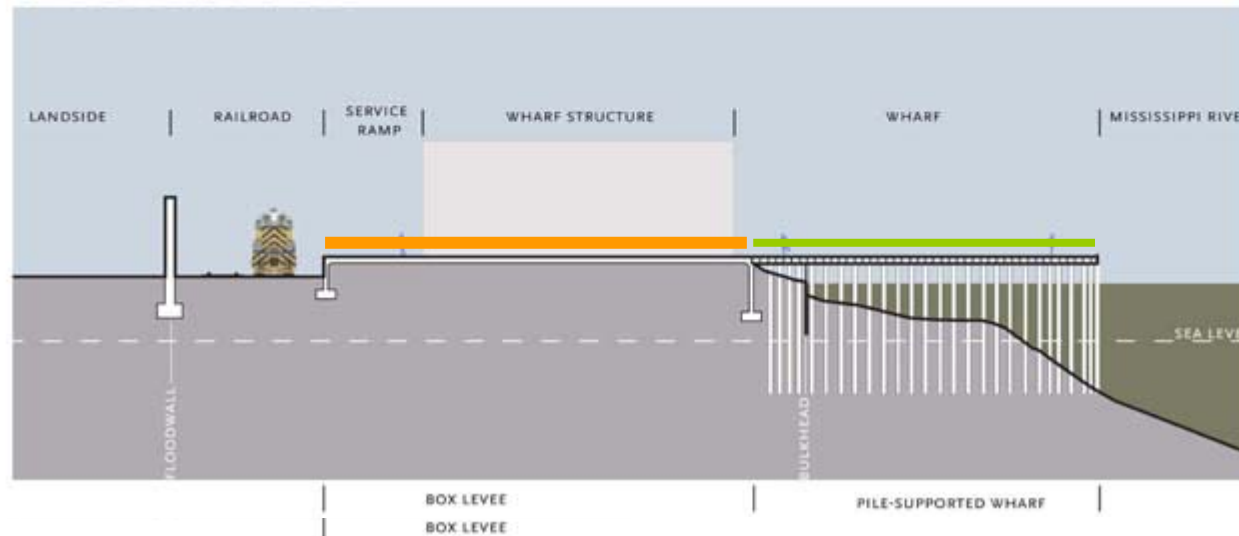 LANDSIDE
RAILROAD
SERVICE
RAMP
WHARF STRUCTURE
WHARF
MISSISSIPPI RIVE
SEA LEVE
FLOODWALL
BULKHEAD
BOX LEVEE
PILE-SUPPORTED WHARF
BOX LEVEE